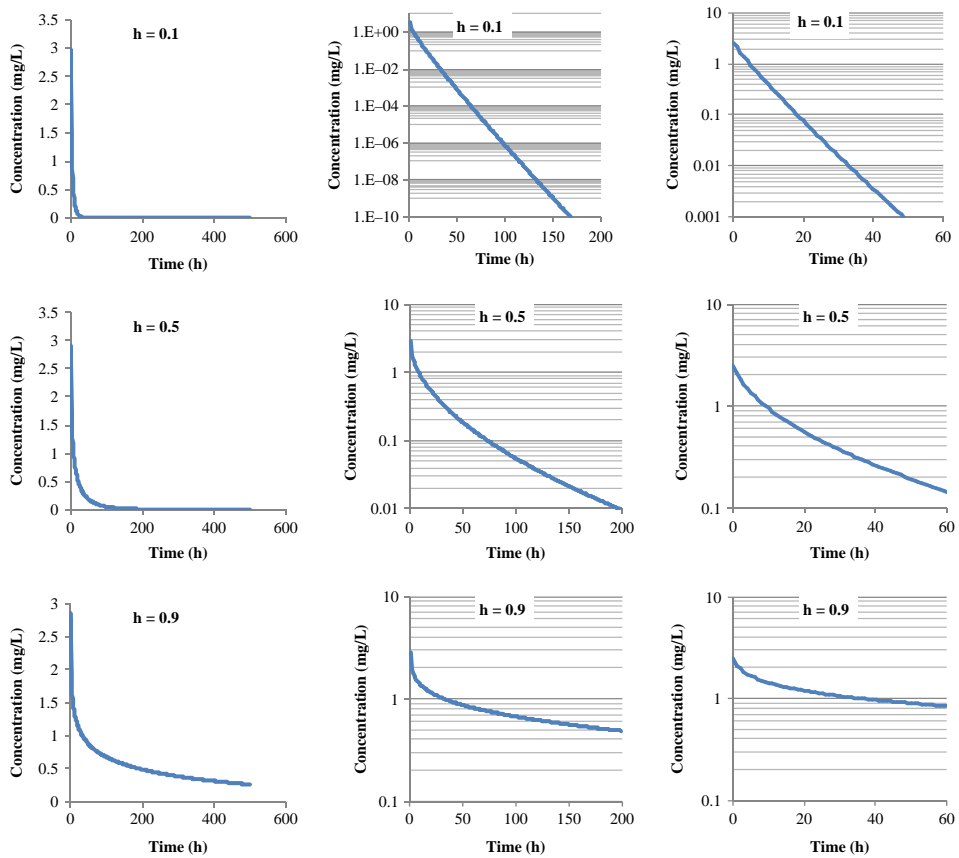 h = 0.1
Concentration (mg/L)
3.5
3
2.5
2
1.5
1
0.5
0
0 200 400 600
Time (h)
h = 0.1
Concentration (mg/L)
1.E+00
1.E−02
1.E−04
1.E−06
1.E−08
1.E−10
0 50 100 150 200
Time (h)
h = 0.1
Concentration (mg/L)
10
1
0.1
0.01
0.001
0 20 40 60
Time (h)
h = 0.5
Concentration (mg/L)
3.5
3
2.5
2
1.5
1
0.5
0
0 200 400 600
Time (h)
h = 0.5
Concentration (mg/L)
10
1
0.1
0.01
0 50 100 150 200
Time (h)
h = 0.5
Concentration (mg/L)
10
1
0.1
0 20 40 60
Time (h)
h = 0.9
Concentration (mg/L)
3
2.5
2
1.5
1
0.5
0
0 200 400 600
Time (h)
h = 0.9
Concentration (mg/L)
10
1
0.1
0 50 100 150 200
Time (h)
h = 0.9
Concentration (mg/L)
10
1
0.1
0 20 40 60
Time (h)